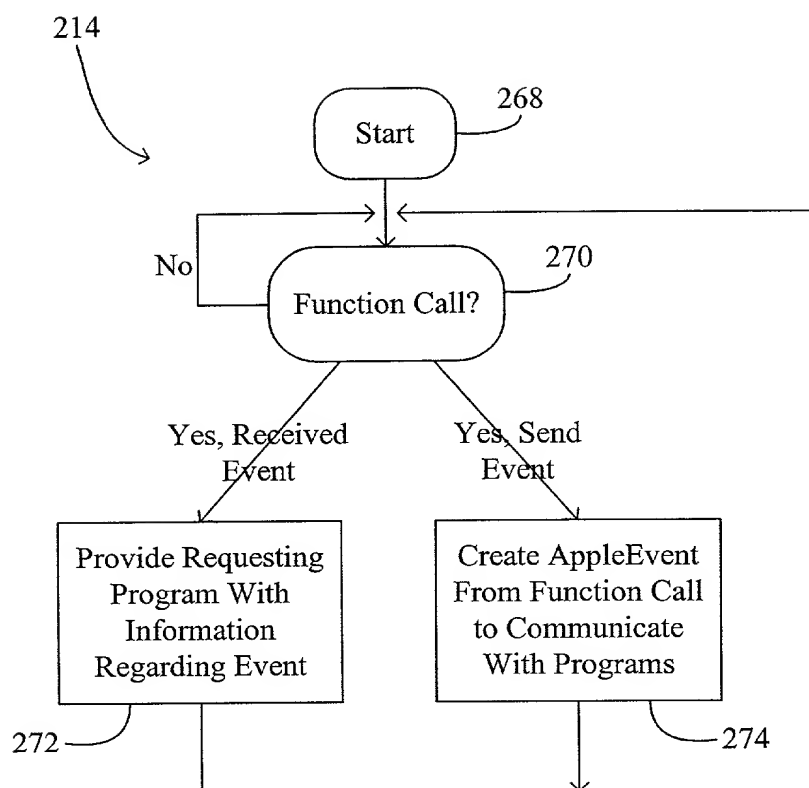 214
268
Start
270
No
Function Call?
Yes, Received
Event
Yes, Send
Event
Provide Requesting
Program With
Information
Regarding Event
Create AppleEvent
From Function Call
to Communicate
With Programs
272
274